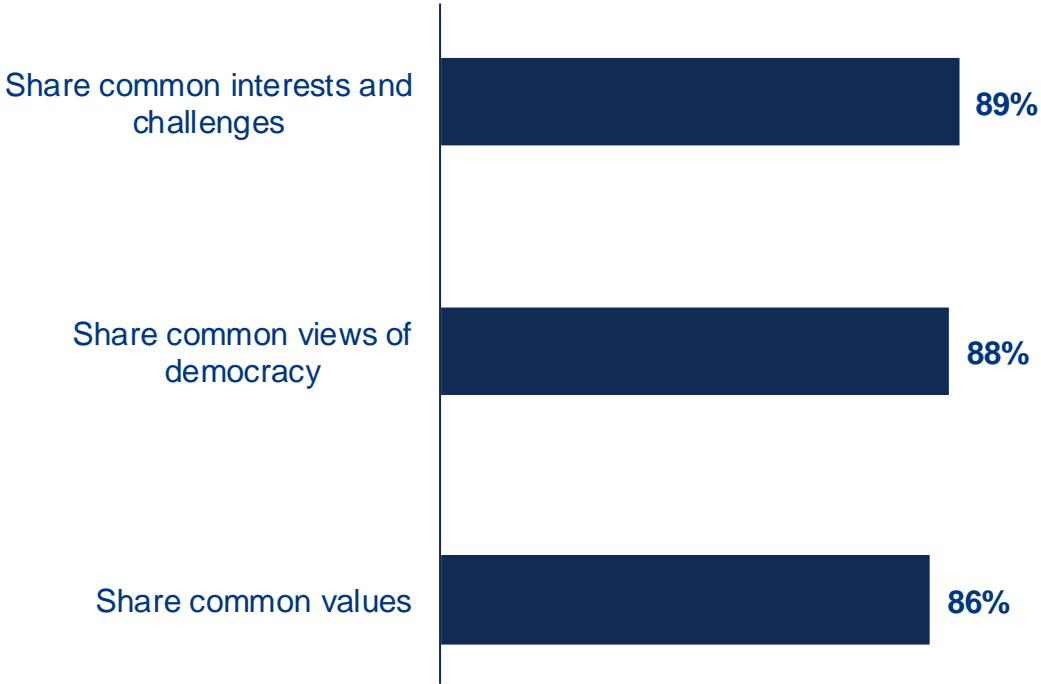 Share common interests and
challenges
89%
Share common views of
democracy
88%
Share common values
86%